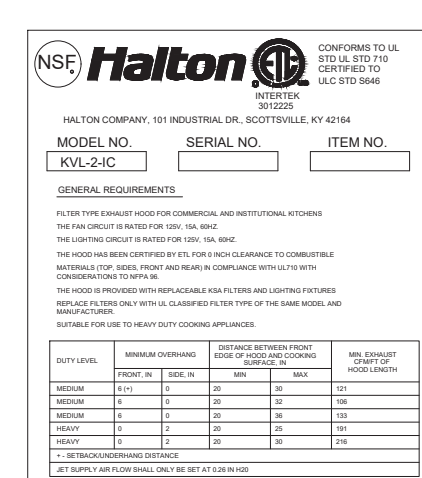 NSF
Halton
ETL
CONFORMS TO UL
STD UL STD 710
CERTIFIED TO
ULC STD S646
INTERTEK
3012225
HALTON COMPANY, 101 INDUSTRIAL DR., SCOTTSVILLE, KY 42164
MODEL NO. SERIAL NO. ITEM NO.
KVL-2-IC
GENERAL REQUIREMENTS
FILTER TYPE EXHAUST HOOD FOR COMMERCIAL AND INSTITUTIONAL KITCHENS
THE FAN CIRCUIT IS RATED FOR 125V, 15A, 60HZ.
THE LIGHTING CIRCUIT IS RATED FOR 125V, 15A, 60HZ.
THE HOOD HAS BEEN CERTIFIED BY ETL FOR 0 INCH CLEARANCE TO COMBUSTIBLE
MATERIALS (TOP, SIDES, FRONT AND REAR) IN COMPLIANCE WITH UL710 WITH
CONSIDERATIONS TO NFPA 96.
THE HOOD IS PROVIDED WITH REPLACEABLE KSA FILTERS AND LIGHTING FIXTURES
REPLACE FILTERS ONLY WITH UL CLASSIFIED FILTER TYPE OF THE SAME MODEL AND
MANUFACTURER.
SUITABLE FOR USE TO HEAVY DUTY COOKING APPLIANCES.
DUTY LEVEL MINIMUM OVERHANG DISTANCE BETWEEN FRONT
EDGE OF HOOD AND COOKING
SURFACE, IN MIN. EXHAUST
CFM/FT OF
HOOD LENGTH
FRONT, IN SIDE, IN MIN MAX
MEDIUM 6 (+) 0 20 30 121
MEDIUM 6 0 20 32 106
MEDIUM 6 0 20 36 133
HEAVY 0 2 20 25 191
HEAVY 0 2 20 30 216
+ - SETBACK/UNDERHANG DISTANCE
JET SUPPLY AIR FLOW SHALL ONLY BE SET AT 0.26 IN H20